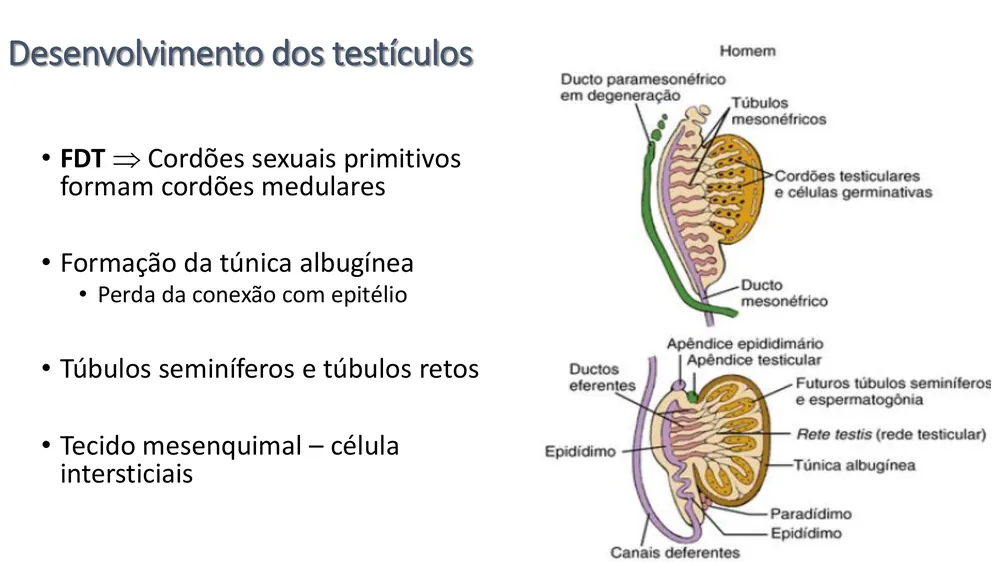 Desenvolvimento dos testículos
• FDT ⇒ Cordões sexuais primitivos
formam cordões medulares
• Formação da túnica albugínea
• Perda da conexão com epitélio
• Túbulos seminíferos e túbulos retos
• Tecido mesenquimal – célula
intersticiais
Homem
Ducto paramesonéfrico
em degeneração
Túbulos
mesonéfricos
Cordões testiculares
e células germinativas
Ducto
mesonéfrico
Apêndice epididimário
Apêndice testicular
Ductos
eferentes
Futuros túbulos seminíferos
e espermatogônia
Rete testis (rede testicular)
Epidídimo
Túnica albugínea
Paradídimo
Epidídimo
Canais deferentes